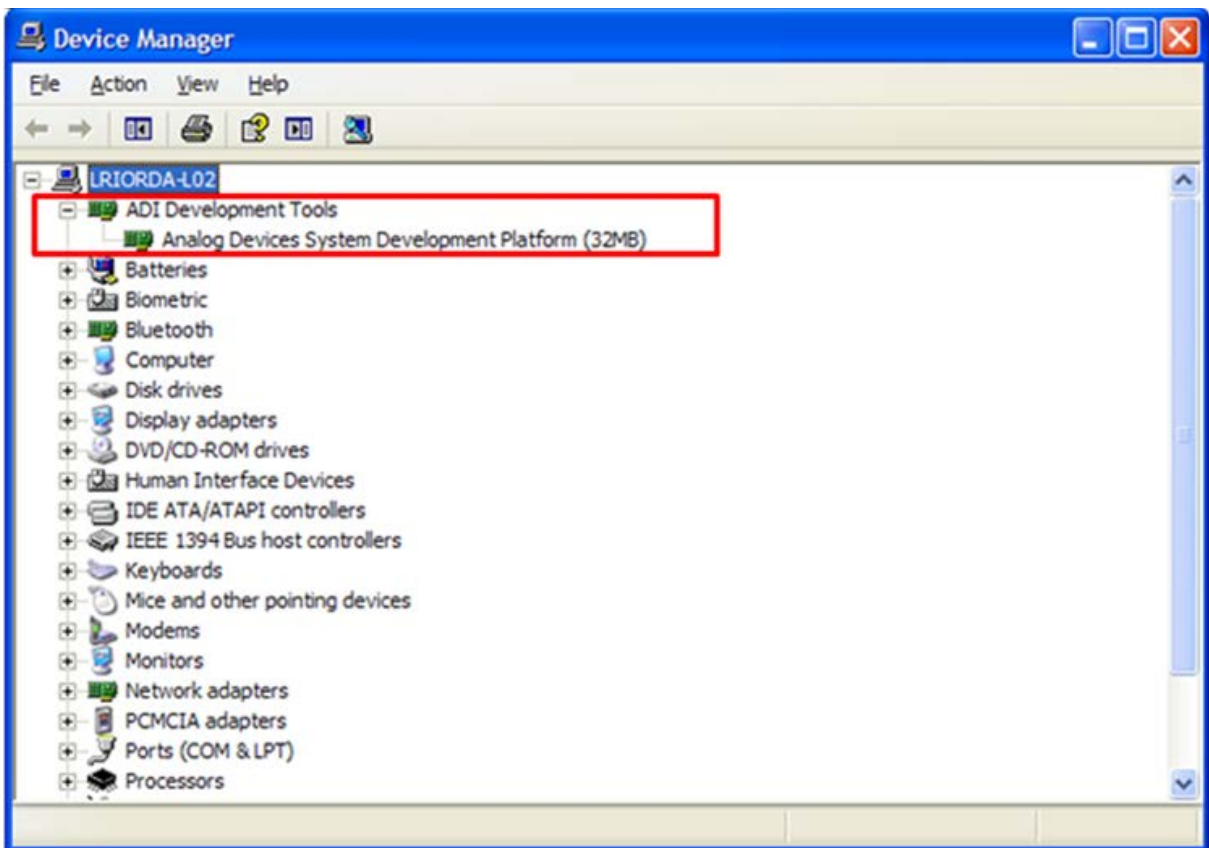 Device Manager
File Action View Help
LRIORDA-L02
ADI Development Tools
Analog Devices System Development Platform (32MB)
Batteries
Biometric
Bluetooth
Computer
Disk drives
Display adapters
DVD/CD-ROM drives
Human Interface Devices
IDE ATA/ATAPI controllers
IEEE 1394 Bus host controllers
Keyboards
Mice and other pointing devices
Modems
Monitors
Network adapters
PCMCIA adapters
Ports (COM & LPT)
Processors